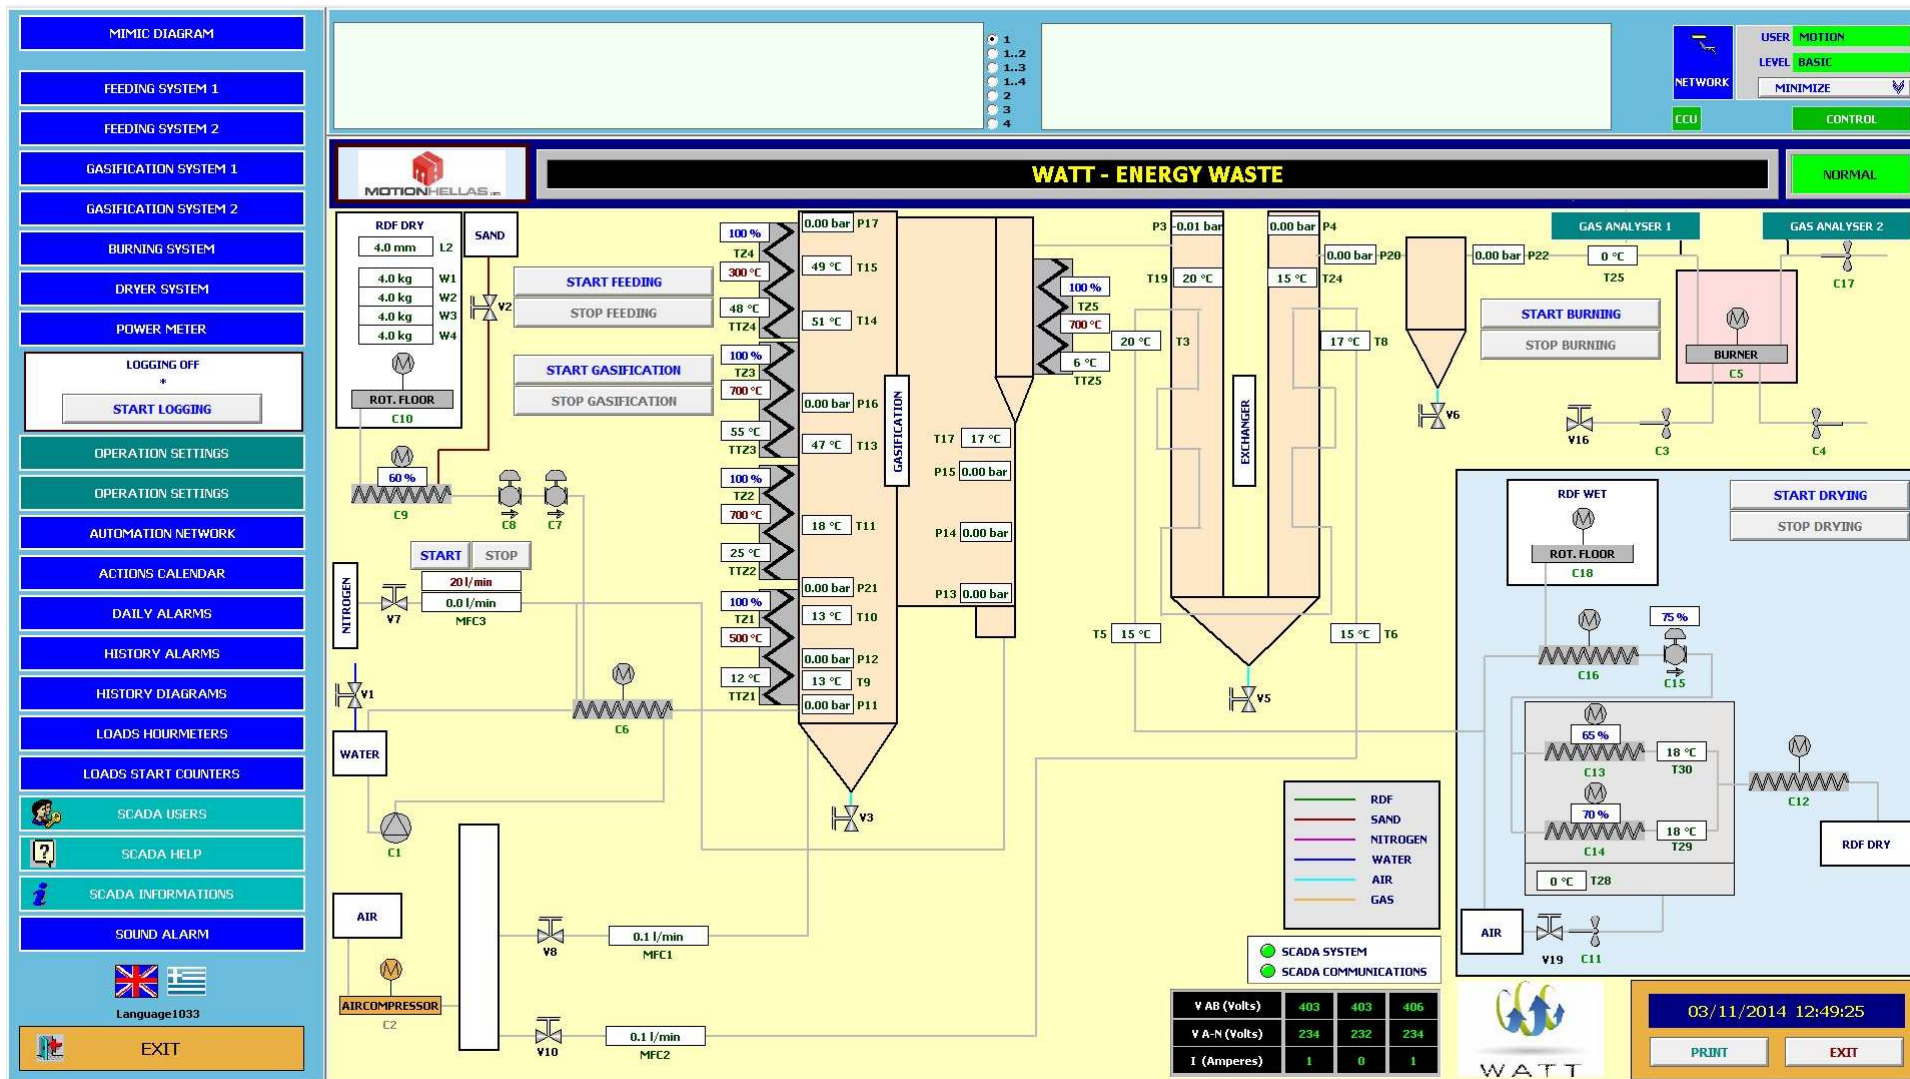 MIMIC DIAGRAM
FEEDING SYSTEM 1
FEEDING SYSTEM 2
GASIFICATION SYSTEM 1
GASIFICATION SYSTEM 2
BURNING SYSTEM
DRYER SYSTEM
POWER METER
LOGGING OFF
*
START LOGGING
OPERATION SETTINGS
OPERATION SETTINGS
AUTOMATION NETWORK
ACTIONS CALENDAR
DAILY ALARMS
HISTORY ALARMS
HISTORY DIAGRAMS
LOADS HOURMETERS
LOADS START COUNTERS
SCADA USERS
SCADA HELP
SCADA INFORMATIONS
SOUND ALARM
Language1033
EXIT
1
1..2
1..3
1..4
2
3
4
NETWORK
USER MOTION
LEVEL BASIC
MINIMIZE
CCU
CONTROL
MOTIONHELLAS
WATT - ENERGY WASTE
NORMAL
RDF DRY
4.0 mm L2
4.0 kg W1
4.0 kg W2
4.0 kg W3
4.0 kg W4
M
ROT. FLOOR
C10
SAND
V2
START FEEDING
STOP FEEDING
START GASIFICATION
STOP GASIFICATION
M
60 %
C9
C8
C7
START
STOP
NITROGEN
V7
20 l/min
0.0 l/min
MFC3
V1
WATER
M
C6
C1
AIR
M
AIRCOMPRESSOR
C2
V8
0.1 l/min
MFC1
V10
0.1 l/min
MFC2
100 %
TZ4
300 °C
48 °C
TTZ4
100 %
TZ3
700 °C
55 °C
TTZ3
100 %
TZ2
700 °C
25 °C
TTZ2
100 %
TZ1
500 °C
12 °C
TTZ1
0.00 bar P17
49 °C T15
51 °C T14
0.00 bar P16
47 °C T13
18 °C T11
0.00 bar P21
13 °C T10
0.00 bar P12
13 °C T9
0.00 bar P11
V3
GASIFICATION
100 %
TZ5
700 °C
6 °C
TTZ5
T17 17 °C
P15 0.00 bar
P14 0.00 bar
P13 0.00 bar
P3 -0.01 bar
0.00 bar P4
T19 20 °C
15 °C T24
20 °C T3
17 °C T8
EXCHANGER
T5 15 °C
15 °C T6
V5
0.00 bar P20
0.00 bar P22
V6
GAS ANALYSER 1
GAS ANALYSER 2
0 °C
T25
C17
START BURNING
STOP BURNING
M
BURNER
C5
V16
C3
C4
RDF WET
M
ROT. FLOOR
C18
START DRYING
STOP DRYING
M
C16
75 %
C15
M
65 %
C13
18 °C
T30
M
70 %
C14
18 °C
T29
0 °C T28
M
C12
RDF DRY
AIR
V19
C11
RDF
SAND
NITROGEN
WATER
AIR
GAS
SCADA SYSTEM
SCADA COMMUNICATIONS
V AB (Volts) 403 403 406
V A-N (Volts) 234 232 234
I (Amperes) 1 0 1
WATT
03/11/2014 12:49:25
PRINT
EXIT